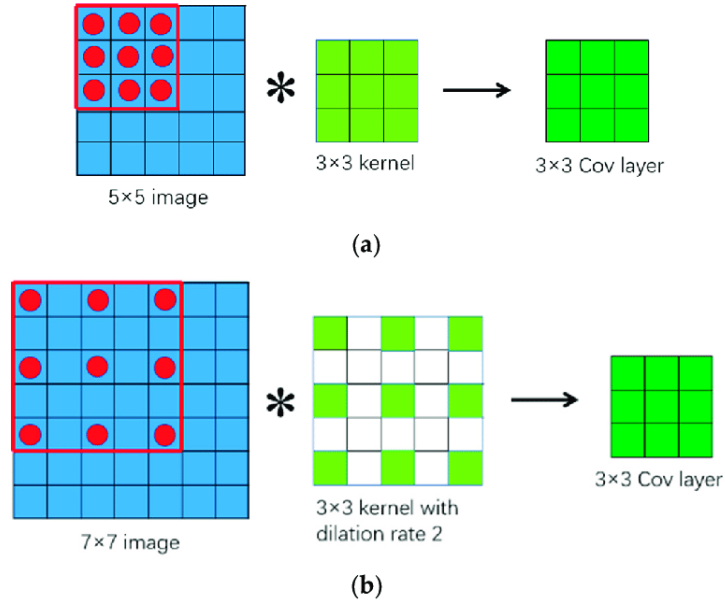 *
3×3 kernel
3×3 Cov layer
5×5 image
(a)
*
3×3 kernel with
dilation rate 2
3×3 Cov layer
7×7 image
(b)